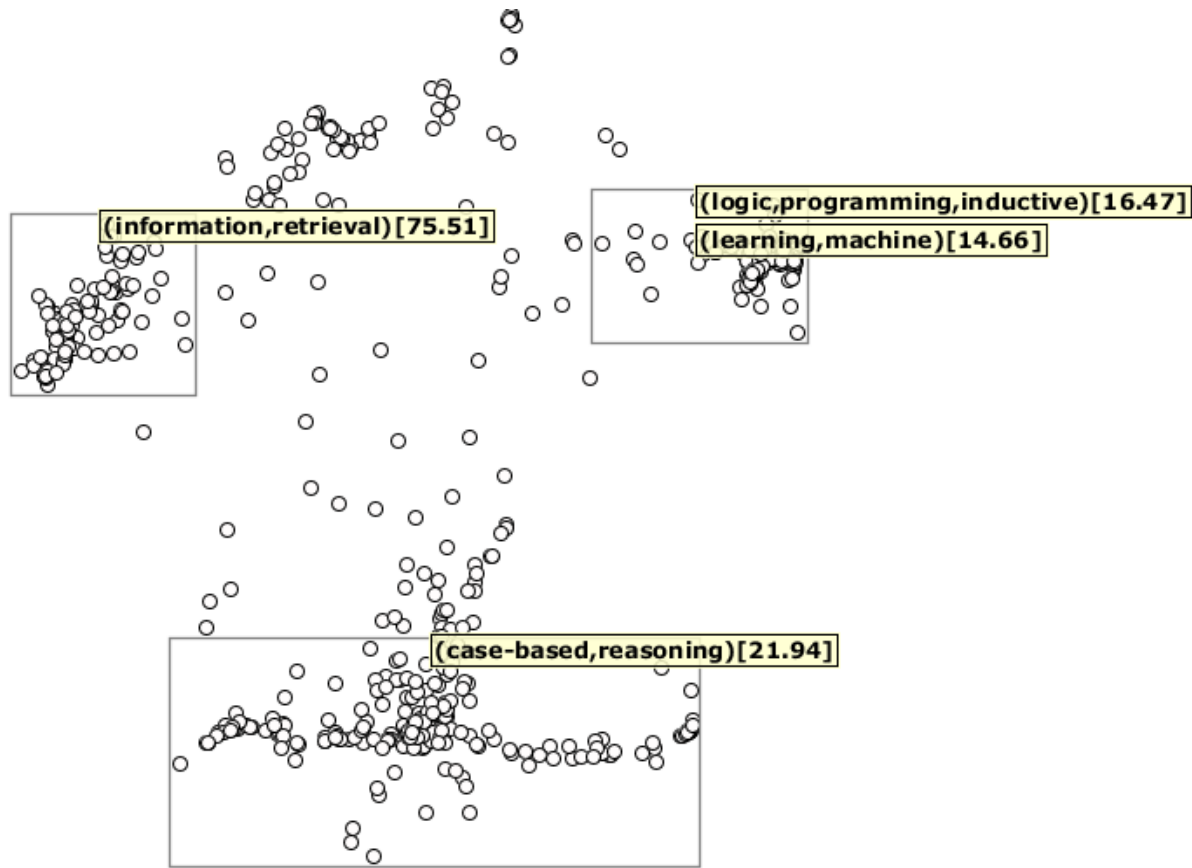 (logic,programming,inductive)[16.47]
(information,retrieval)[75.51]
(learning,machine)[14.66]
(case-based,reasoning)[21.94]